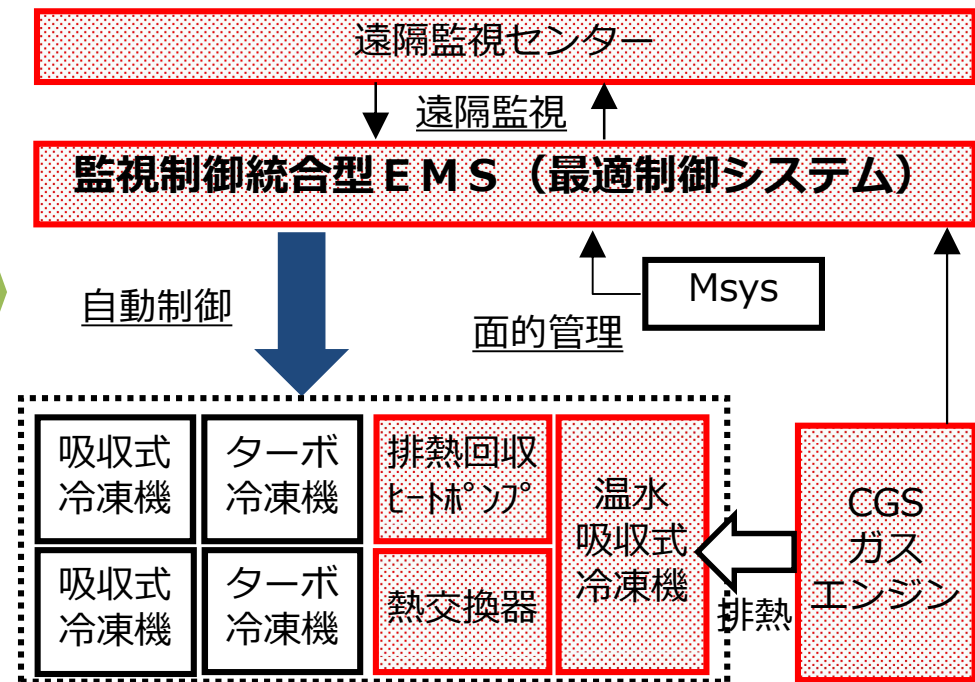 遠隔監視センター
遠隔監視
監視制御統合型ＥＭＳ（最適制御システム）
自動制御
Msys
面的管理
吸収式
冷凍機
ターボ
冷凍機
排熱回収
ﾋｰﾄﾎﾟﾝﾌﾟ
温水
吸収式
冷凍機
CGS
ガス
エンジン
吸収式
冷凍機
ターボ
冷凍機
熱交換器
排熱